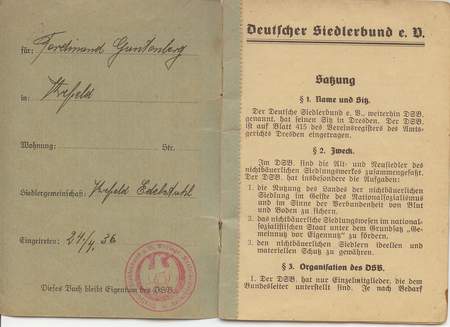 für: Ferdinand Guntenberg
in: Krefeld
Wohnung: Str.
Siedlergemeinschaft: Krefeld Edelstahl
Eingetreten: 24/4. 36
Dieses Buch bleibt Eigentum des DSB.
Deutscher Siedlerbund e. V.
Satzung
§ 1. Name und Sitz.
Der Deutsche Siedlerbund e. V., weiterhin DSB.
genannt, hat seinen Sitz in Dresden. Der DSB.
ist auf Blatt 415 des Vereinsregisters des Amts-
gerichts Dresden eingetragen.
§ 2. Zweck.
Im DSB. sind die Alt- und Neusiedler des
nichtbäuerlichen Siedlungswerkes zusammengefaßt.
Der DSB. hat insbesondere die Aufgaben:
1. die Nutzung des Landes der nichtbäuerlichen
Siedlung im Geiste des Nationalsozialismus
und im Sinne der Verbundenheit von Blut
und Boden zu sichern.
2. das nichtbäuerliche Siedlungswesen im national-
sozialistischen Staat unter dem Grundsatz „Ge-
meinnutz vor Eigennutz" zu fördern.
3. den nichtbäuerlichen Siedlern ideellen und
materiellen Schutz zu gewähren.
§ 3. Organisation des DSB.
1. Der DSB. hat nur Einzelmitglieder, die dem
Bundesleiter unterstellt sind. Je nach Bedarf